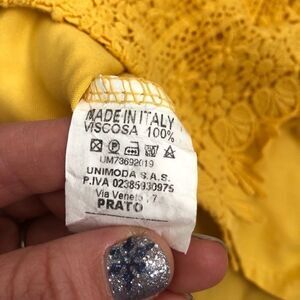 MADE IN ITALY
VISCOSA 100%
UM73692019
UNIMODA S.A.S.
P.IVA 02385930975
Via Veneto, 7
PRATO